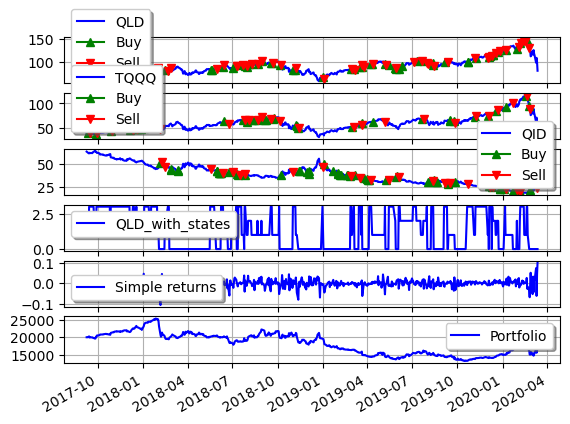 QLD
Buy
Sell
150
100
TQQQ
Buy
Sell
100
50
QID
Buy
Sell
50
25
QLD_with_states
2.5
0.0
Simple returns
0.1
0.0
−0.1
Portfolio
25000
20000
15000
2017-10
2018-01
2018-04
2018-07
2018-10
2019-01
2019-04
2019-07
2019-10
2020-01
2020-04